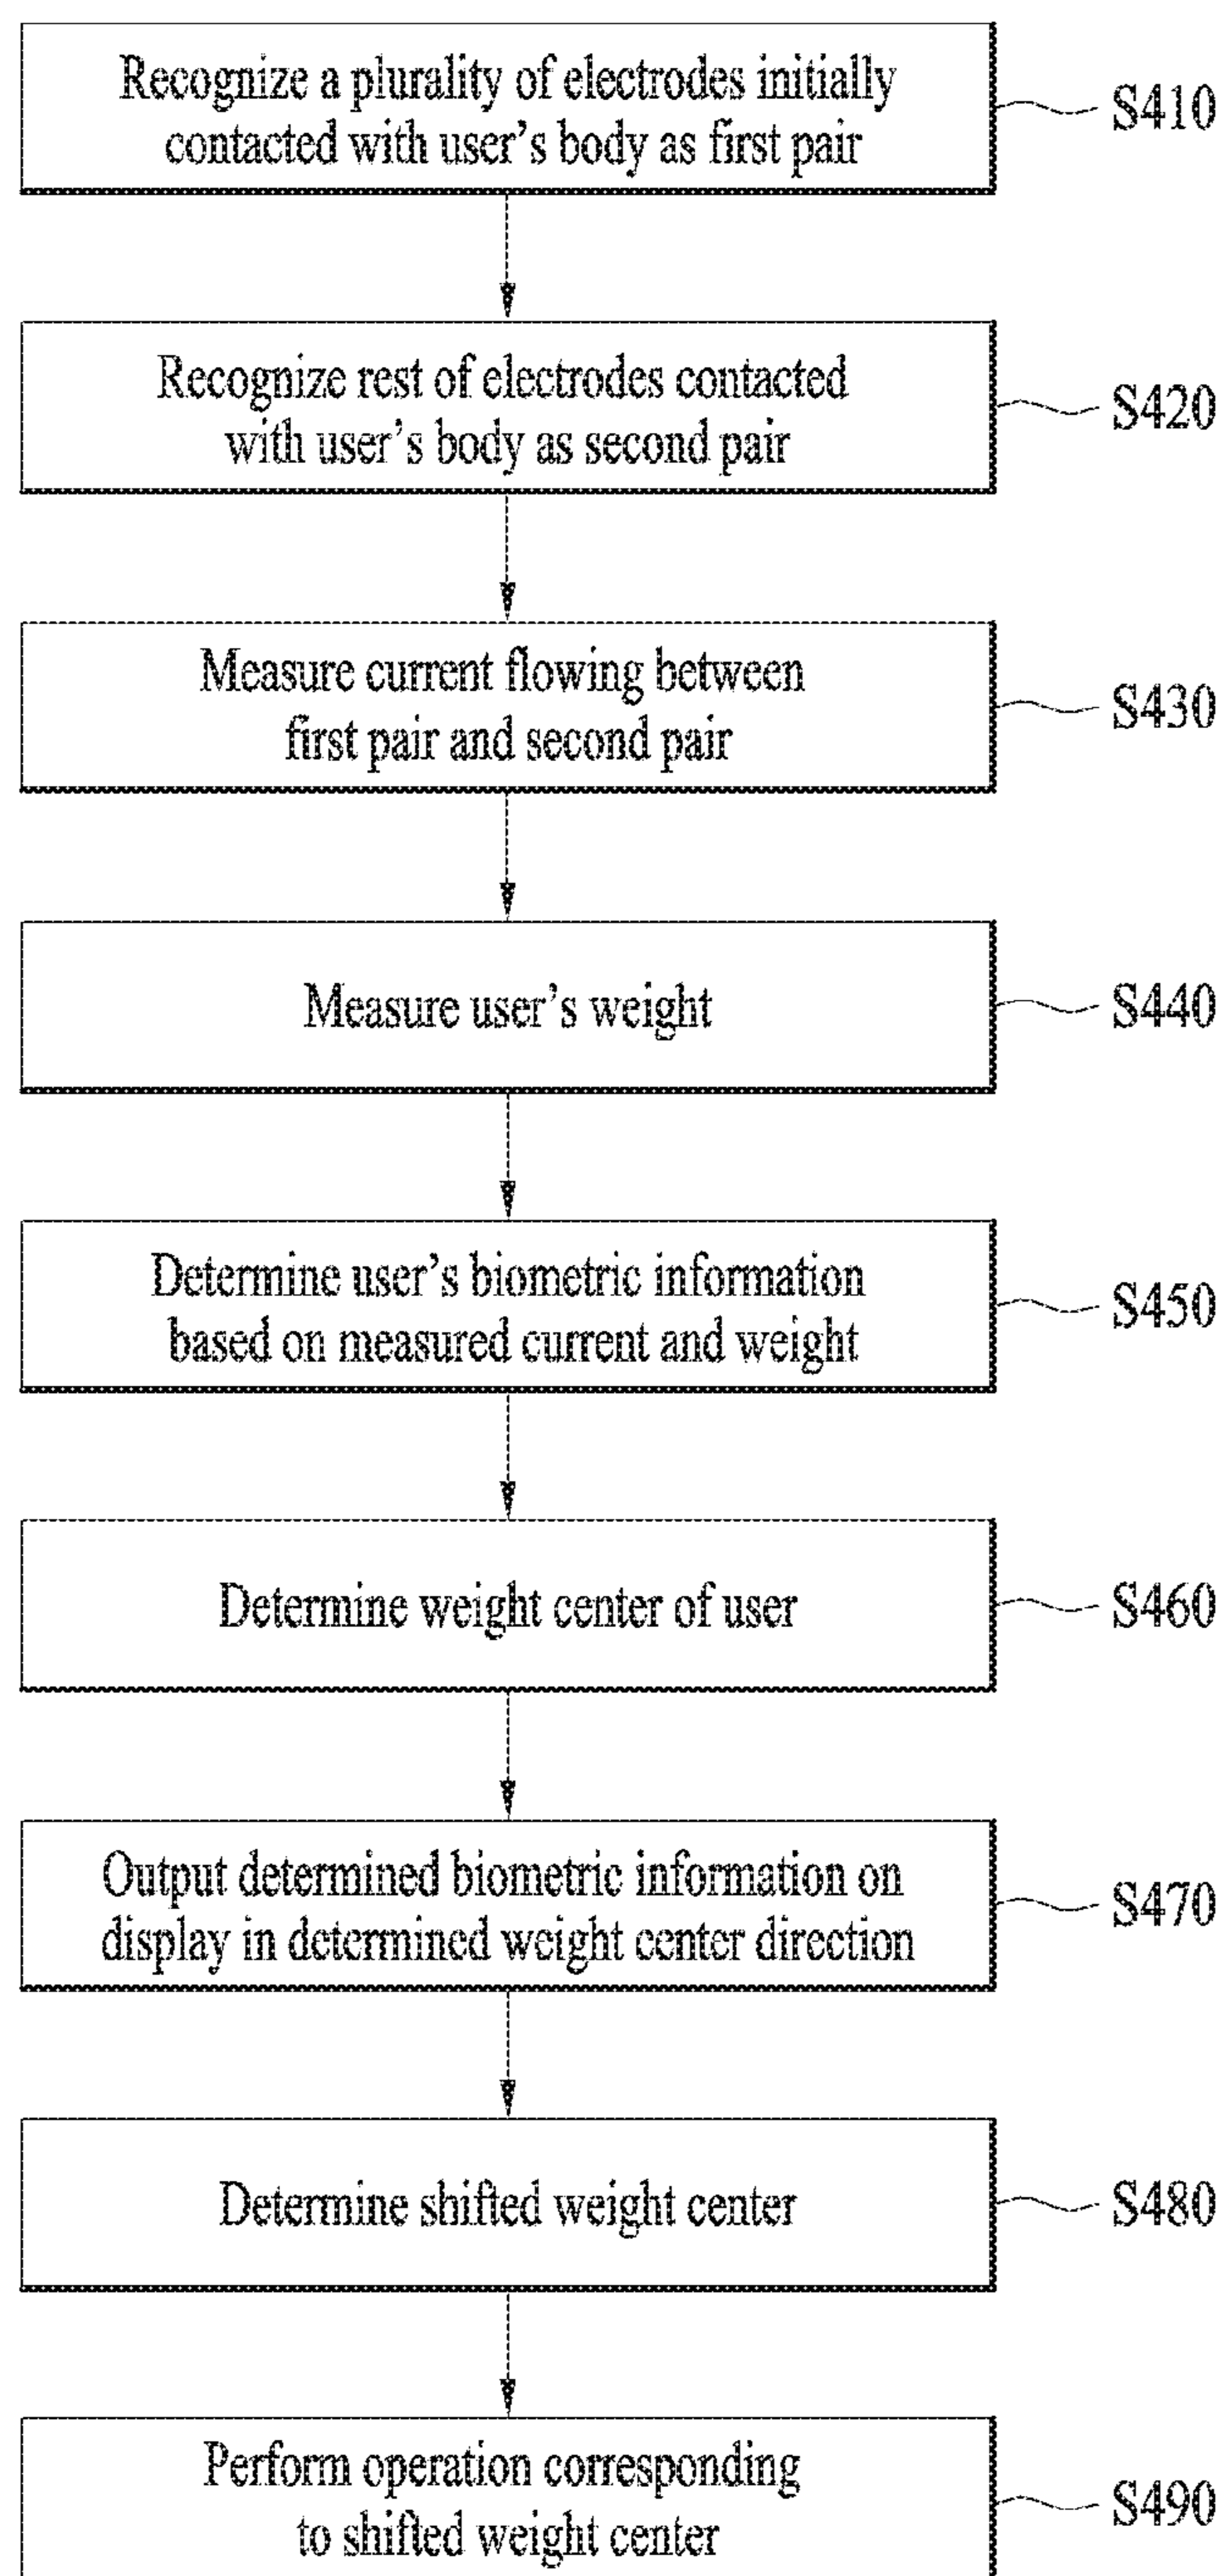 Recognize a plurality of electrodes initially
contacted with user's body as first pair
S410
Recognize rest of electrodes contacted
with user's body as second pair
S420
Measure current flowing between
first pair and second pair
S430
Measure user's weight
S440
Determine user's biometric information
based on measured current and weight
S450
Determine weight center of user
S460
Output determined biometric information on
display in determined weight center direction
S470
Determine shifted weight center
S480
Perform operation corresponding
to shifted weight center
S490